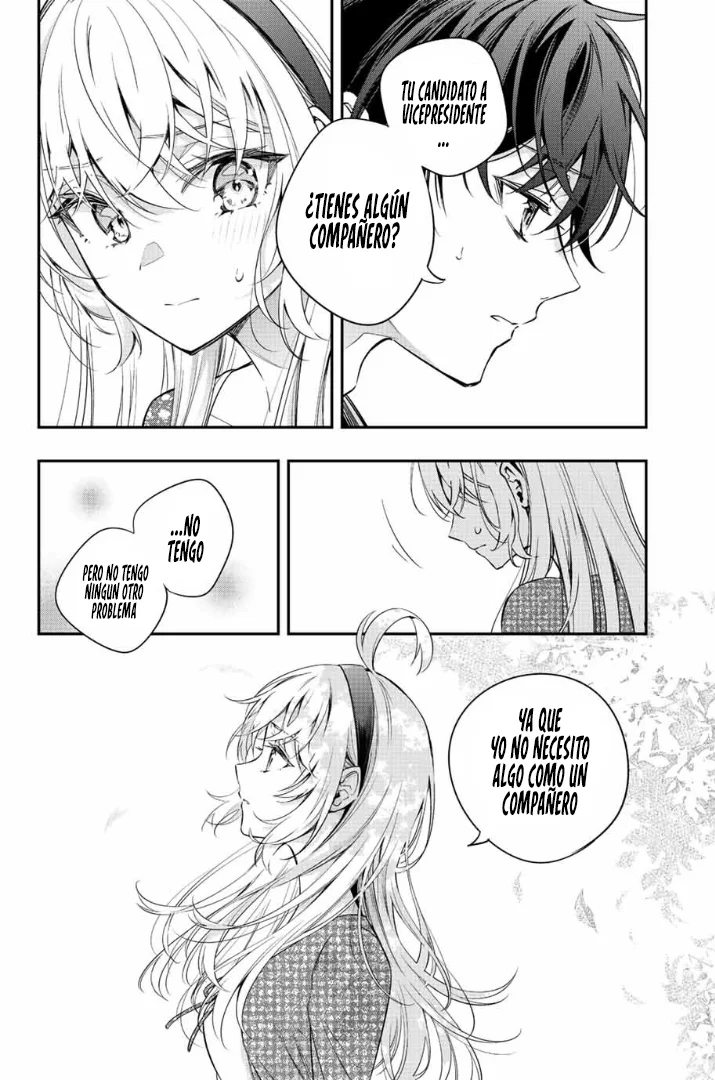 TU CANDIDATO A
VICEPRESIDENTE
...
¿TIENES ALGÚN
COMPAÑERO?
...NO
TENGO
PERO NO TENGO
NINGUN OTRO
PROBLEMA
YA QUE
YO NO NECESITO
ALGO COMO UN
COMPAÑERO